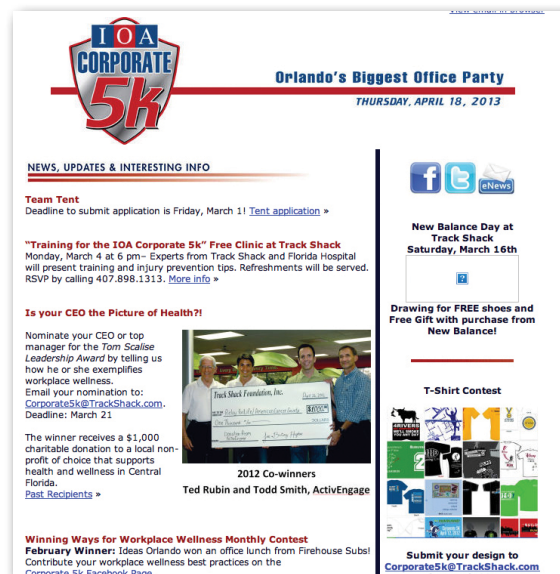 View Email in Browser
IOA
CORPORATE
5k
Orlando's Biggest Office Party
THURSDAY, APRIL 18, 2013
NEWS, UPDATES & INTERESTING INFO
Team Tent
Deadline to submit application is Friday, March 1! Tent application »
"Training for the IOA Corporate 5k" Free Clinic at Track Shack
Monday, March 4 at 6 pm– Experts from Track Shack and Florida Hospital
will present training and injury prevention tips. Refreshments will be served.
RSVP by calling 407.898.1313. More info »
Is your CEO the Picture of Health?!
Nominate your CEO or top
manager for the Tom Scalise
Leadership Award by telling us
how he or she exemplifies
workplace wellness.
Email your nomination to:
Corporate5k@TrackShack.com.
Deadline: March 21
The winner receives a $1,000
charitable donation to a local non-
profit of choice that supports
health and wellness in Central
Florida.
Past Recipients »
Track Shack Foundation, Inc.
2012 Co-winners
Ted Rubin and Todd Smith, ActivEngage
Winning Ways for Workplace Wellness Monthly Contest
February Winner: Ideas Orlando won an office lunch from Firehouse Subs!
Contribute your workplace wellness best practices on the
Corporate 5k Facebook Page
f
eNews
New Balance Day at
Track Shack
Saturday, March 16th
?
Drawing for FREE shoes and
Free Gift with purchase from
New Balance!
T-Shirt Contest
4RIVERS
Submit your design to
Corporate5k@TrackShack.com